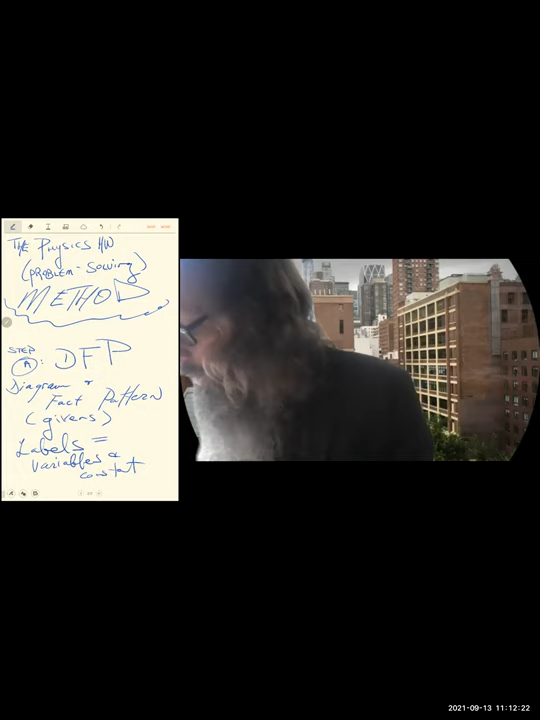 THE Physics HW
(PROBLEM-SOLVING)
METHOD
STEP
A: DFP
Diagram &
Fact Pattern
(givens)
Labels =
variables &
constant
2021-09-13 11:12:22